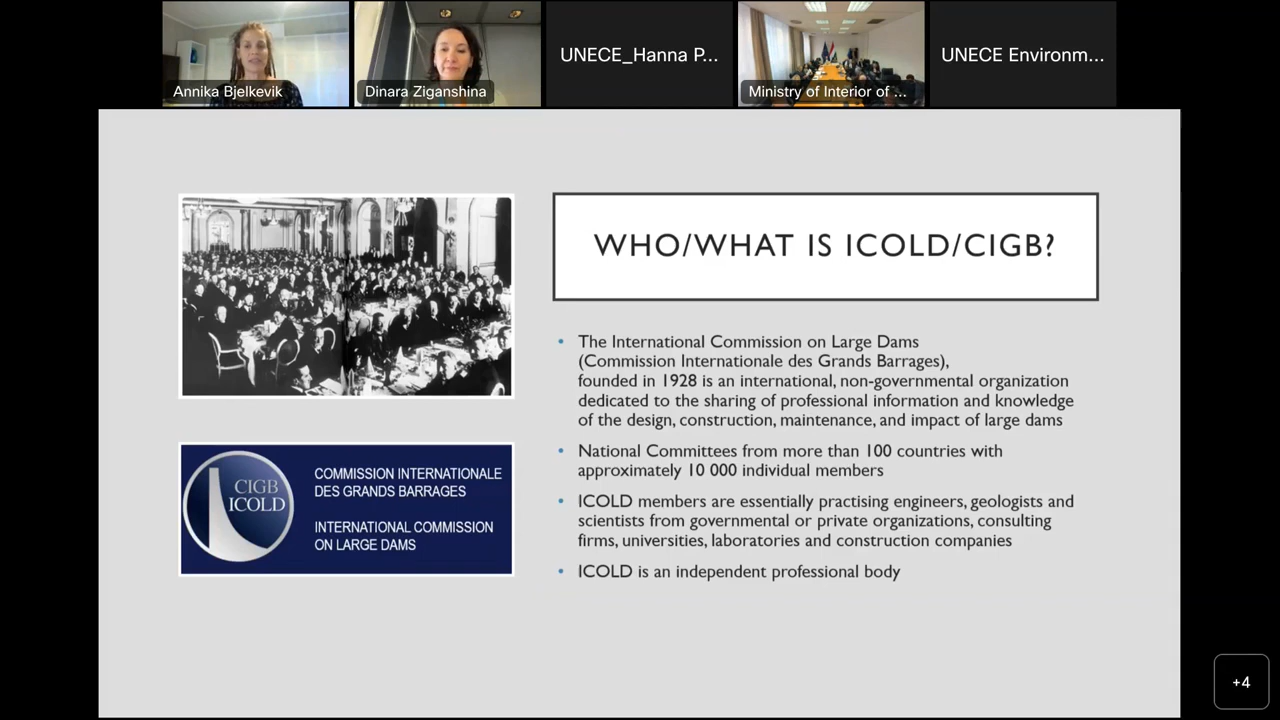 Annika Bjelkevik
Dinara Ziganshina
UNECE_Hanna P...
Ministry of Interior of ...
UNECE Environm...
WHO/WHAT IS ICOLD/CIGB?
• The International Commission on Large Dams
(Commission Internationale des Grands Barrages),
founded in 1928 is an international, non-governmental organization
dedicated to the sharing of professional information and knowledge
of the design, construction, maintenance, and impact of large dams
• National Committees from more than 100 countries with
approximately 10 000 individual members
• ICOLD members are essentially practising engineers, geologists and
scientists from governmental or private organizations, consulting
firms, universities, laboratories and construction companies
• ICOLD is an independent professional body
CIGB
ICOLD
COMMISSION INTERNATIONALE
DES GRANDS BARRAGES
INTERNATIONAL COMMISSION
ON LARGE DAMS
+4